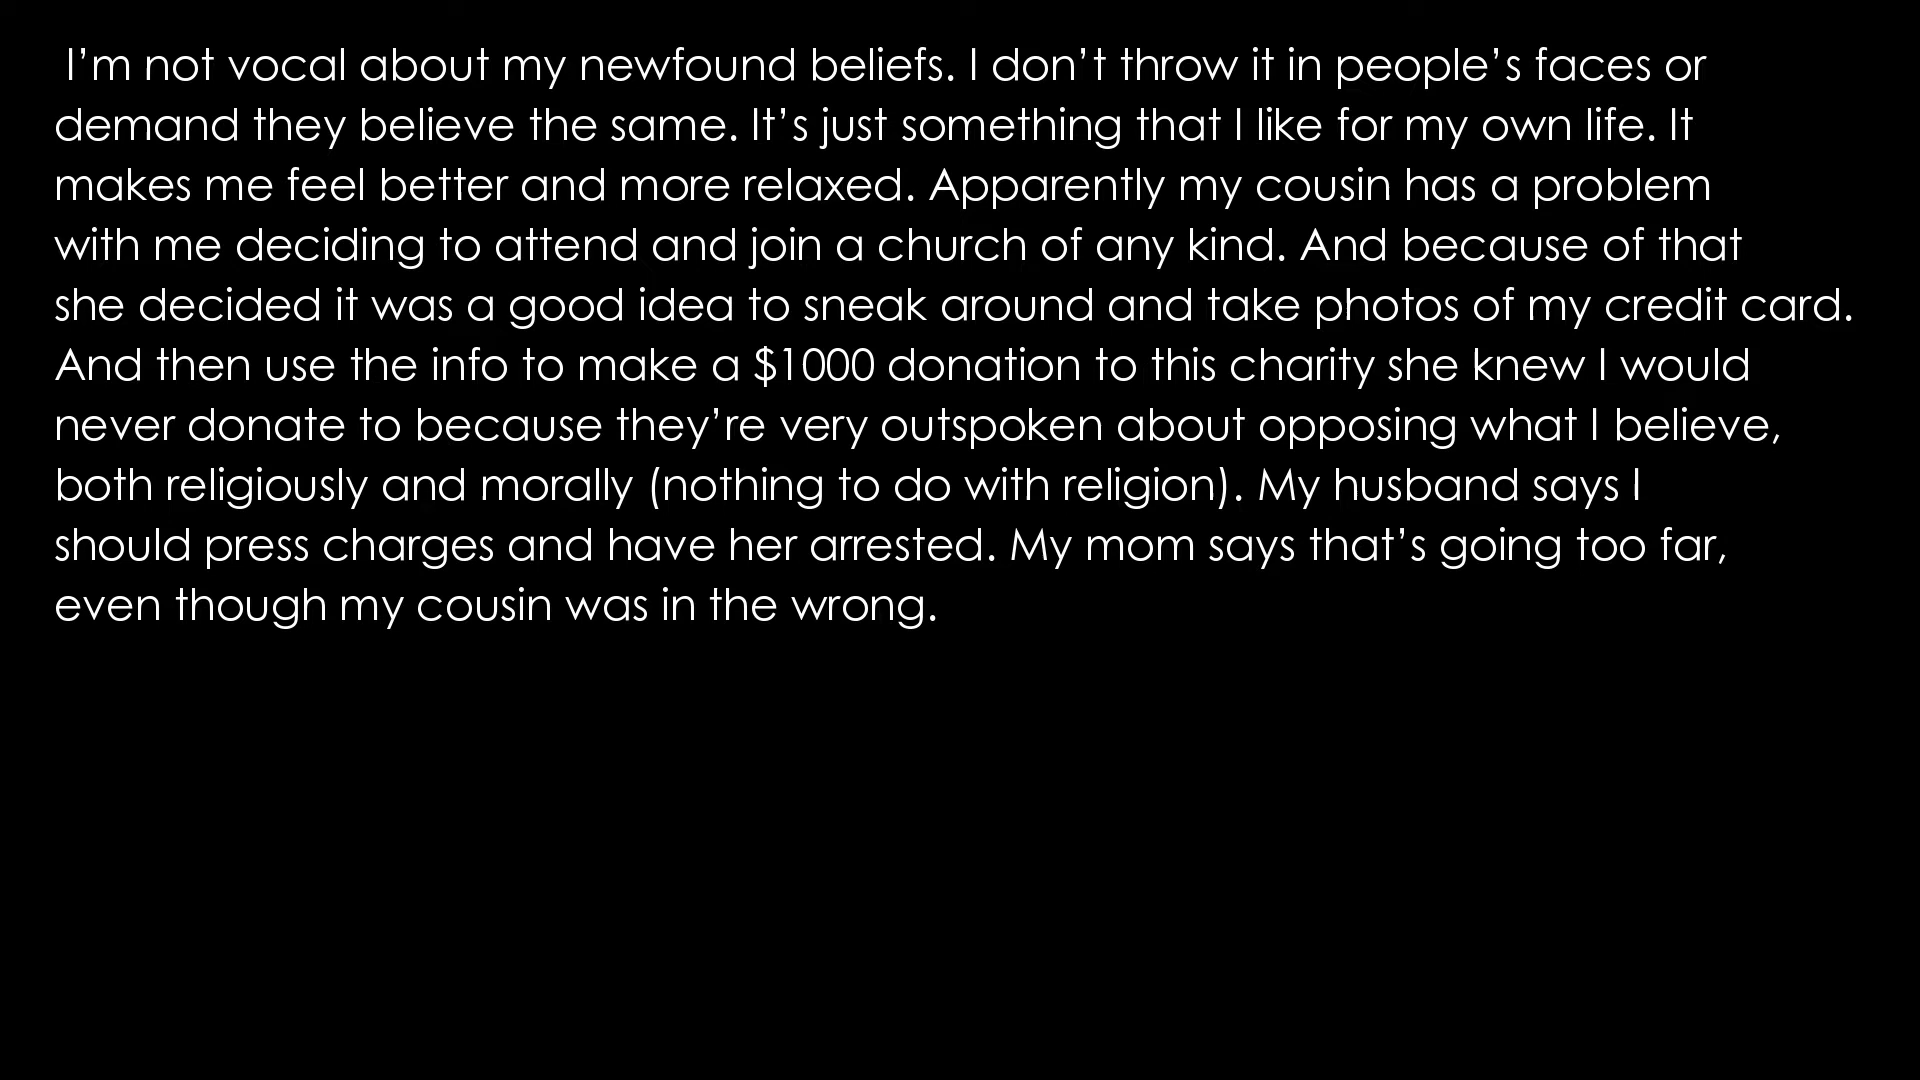 I’m not vocal about my newfound beliefs. I don’t throw it in people’s faces or
demand they believe the same. It’s just something that I like for my own life. It
makes me feel better and more relaxed. Apparently my cousin has a problem
with me deciding to attend and join a church of any kind. And because of that
she decided it was a good idea to sneak around and take photos of my credit card.
And then use the info to make a $1000 donation to this charity she knew I would
never donate to because they’re very outspoken about opposing what I believe,
both religiously and morally (nothing to do with religion). My husband says I
should press charges and have her arrested. My mom says that’s going too far,
even though my cousin was in the wrong.